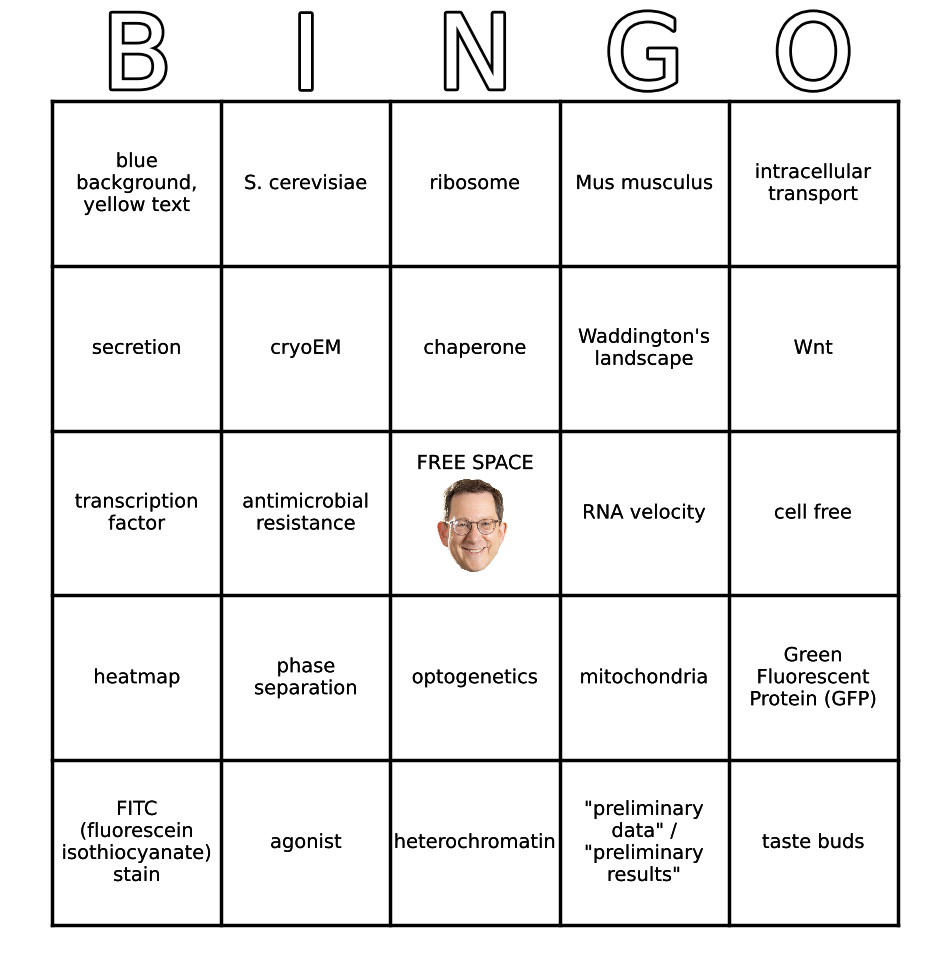 B I N G O
blue
background,
yellow text
S. cerevisiae
ribosome
Mus musculus
intracellular
transport
secretion
cryoEM
chaperone
Waddington's
landscape
Wnt
transcription
factor
antimicrobial
resistance
FREE SPACE
RNA velocity
cell free
heatmap
phase
separation
optogenetics
mitochondria
Green
Fluorescent
Protein (GFP)
FITC
(fluorescein
isothiocyanate)
stain
agonist
heterochromatin
"preliminary
data" /
"preliminary
results"
taste buds